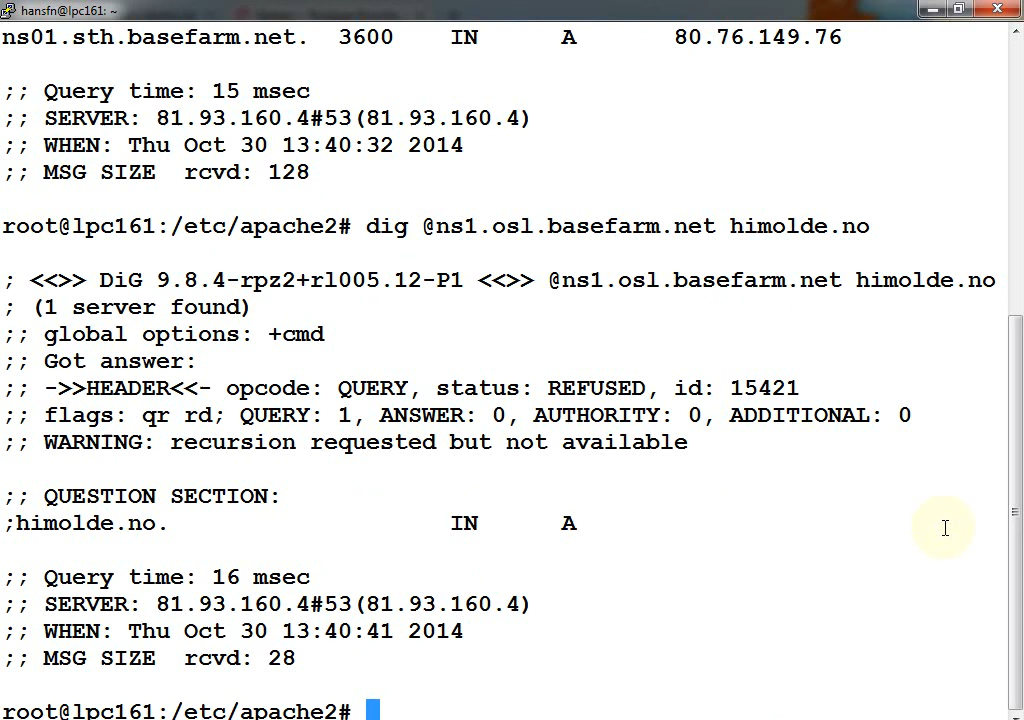 hansfn@lpc161: ~
ns01.sth.basefarm.net. 3600 IN A 80.76.149.76
;; Query time: 15 msec
;; SERVER: 81.93.160.4#53(81.93.160.4)
;; WHEN: Thu Oct 30 13:40:32 2014
;; MSG SIZE rcvd: 128
root@lpc161:/etc/apache2# dig @ns1.osl.basefarm.net himolde.no
; <<>> DiG 9.8.4-rpz2+rl005.12-P1 <<>> @ns1.osl.basefarm.net himolde.no
; (1 server found)
;; global options: +cmd
;; Got answer:
;; ->>HEADER<<- opcode: QUERY, status: REFUSED, id: 15421
;; flags: qr rd; QUERY: 1, ANSWER: 0, AUTHORITY: 0, ADDITIONAL: 0
;; WARNING: recursion requested but not available
;; QUESTION SECTION:
;himolde.no. IN A
;; Query time: 16 msec
;; SERVER: 81.93.160.4#53(81.93.160.4)
;; WHEN: Thu Oct 30 13:40:41 2014
;; MSG SIZE rcvd: 28
root@lpc161:/etc/apache2#